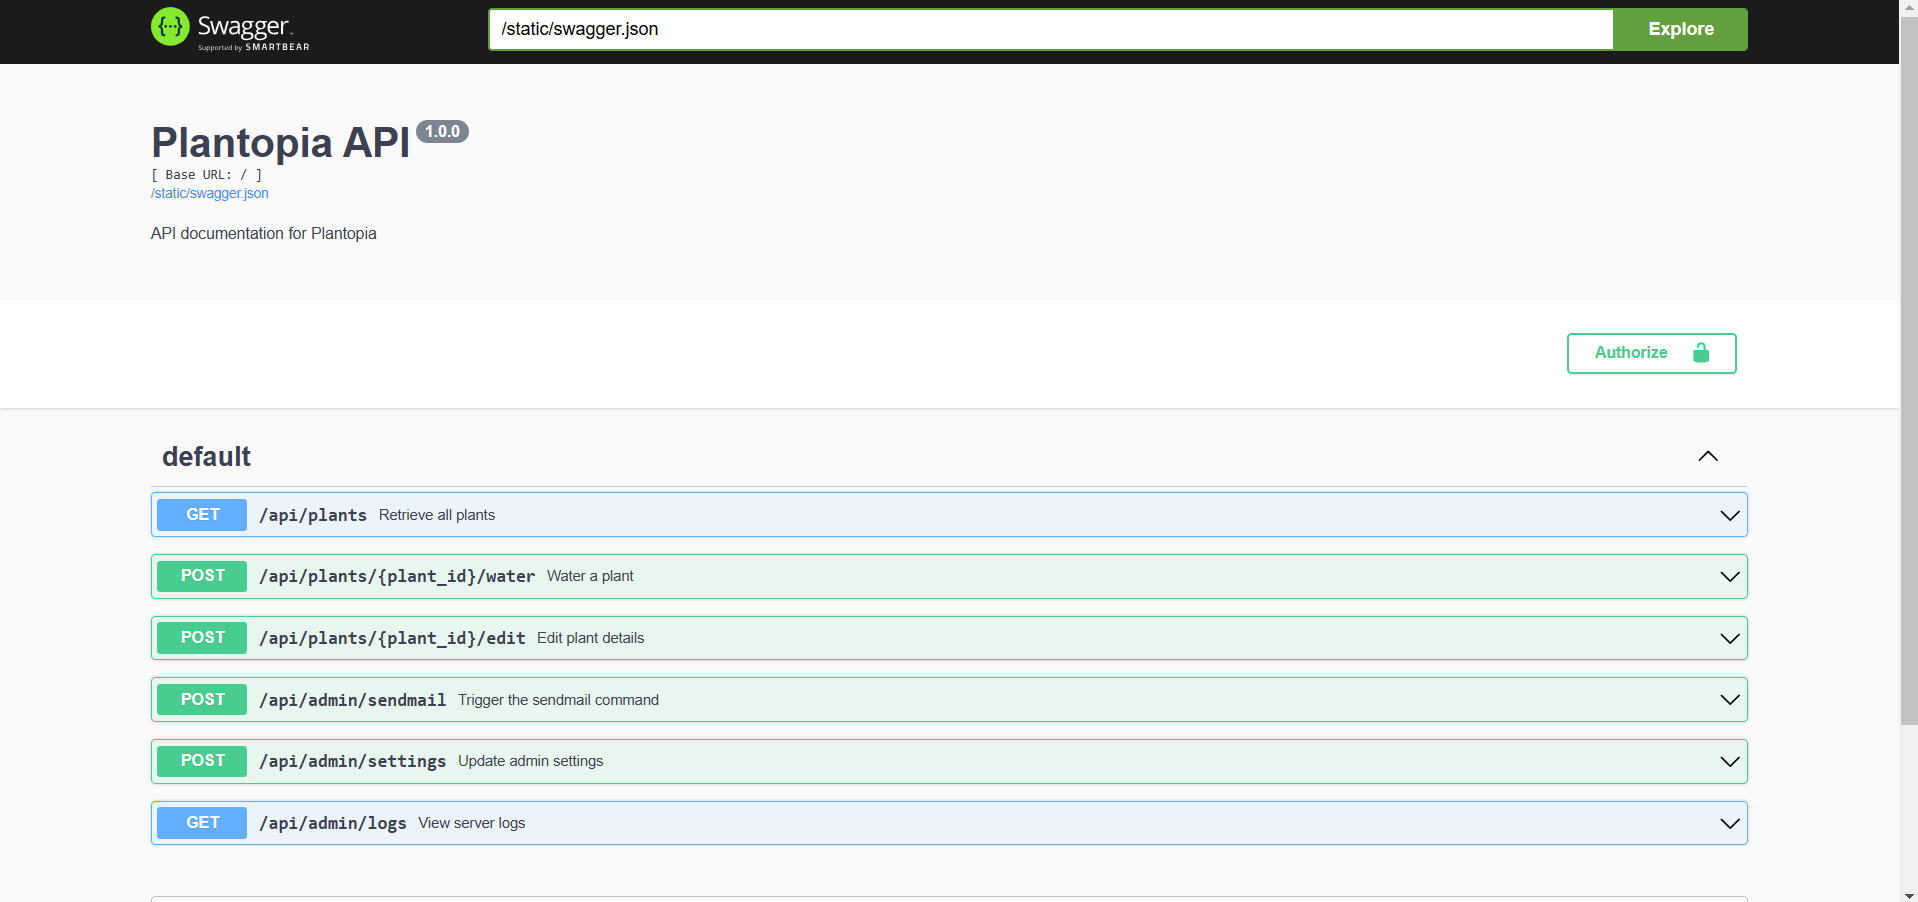 Swagger
Supported by SMARTBEAR
/static/swagger.json
Explore
Plantopia API 1.0.0
[ Base URL: / ]
/static/swagger.json
API documentation for Plantopia
Authorize
default
GET /api/plants Retrieve all plants
POST /api/plants/{plant_id}/water Water a plant
POST /api/plants/{plant_id}/edit Edit plant details
POST /api/admin/sendmail Trigger the sendmail command
POST /api/admin/settings Update admin settings
GET /api/admin/logs View server logs